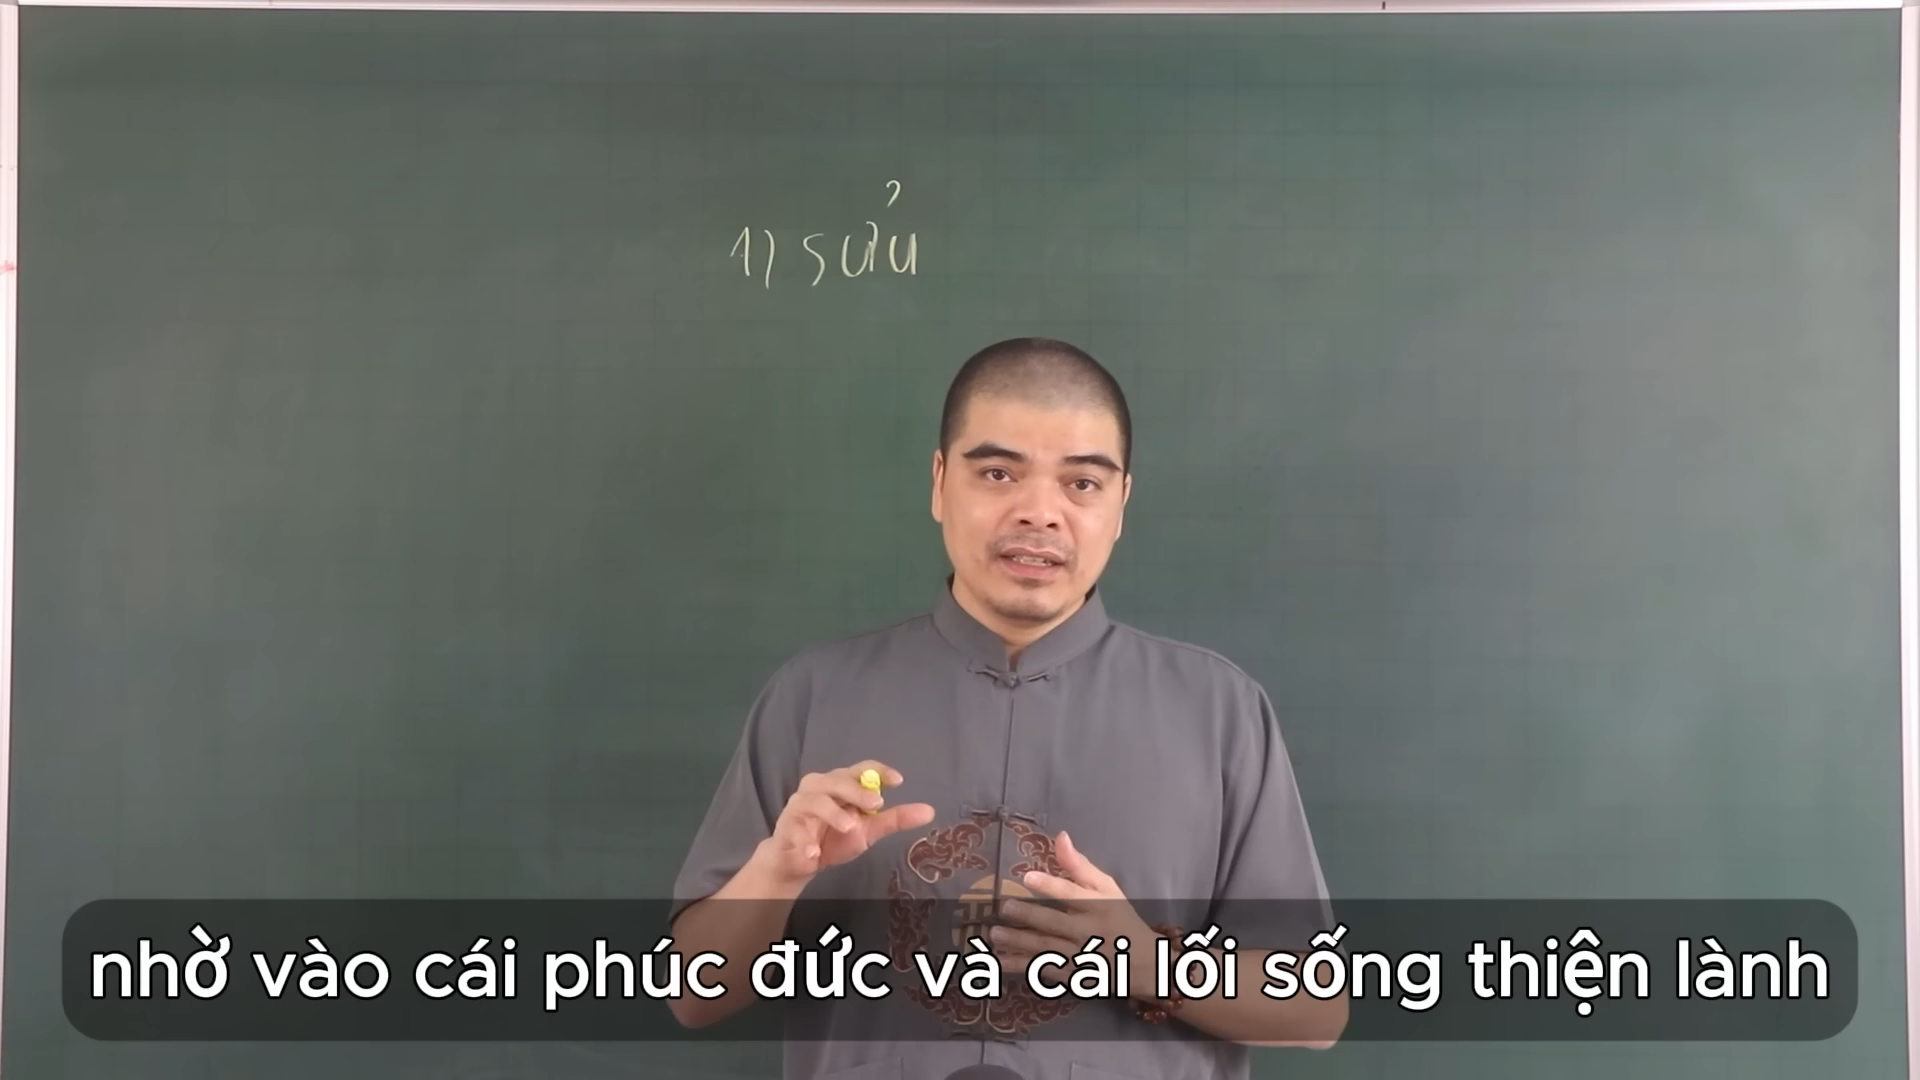 1) sửu
nhờ vào cái phúc đức và cái lối sống thiện lành